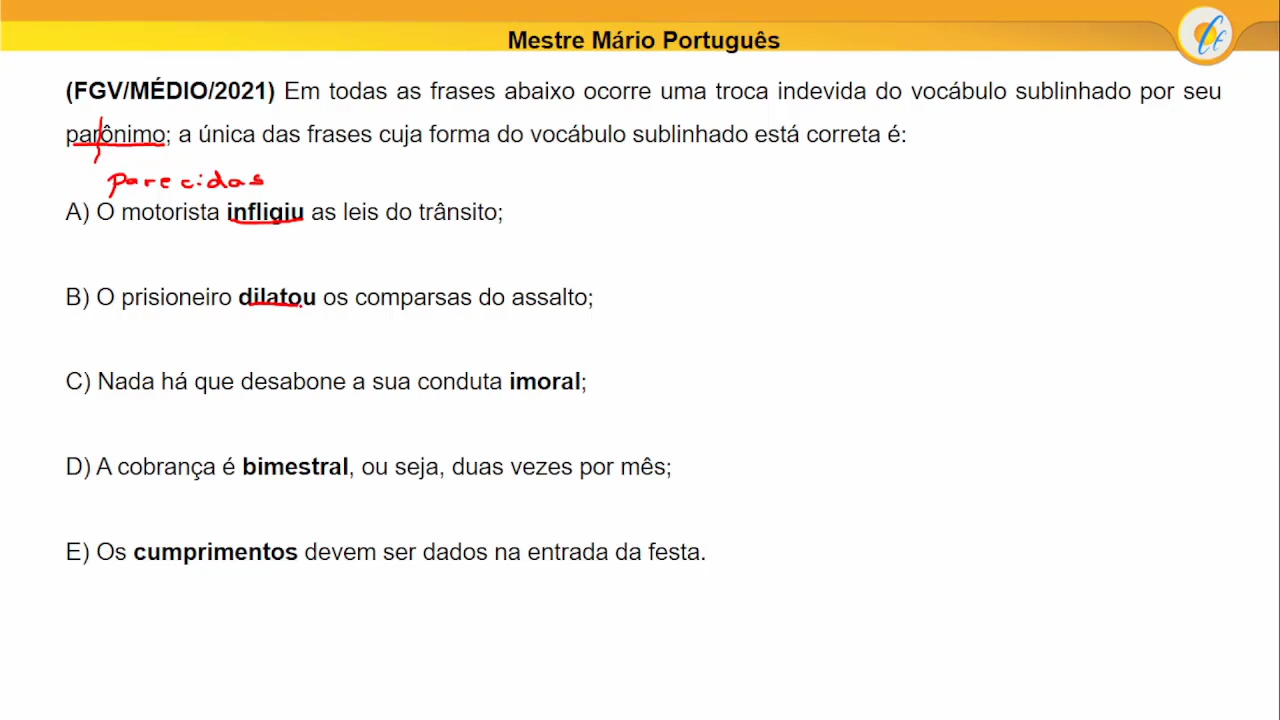 Mestre Mário Português
(FGV/MÉDIO/2021) Em todas as frases abaixo ocorre uma troca indevida do vocábulo sublinhado por seu
parônimo; a única das frases cuja forma do vocábulo sublinhado está correta é:
parecidas
A) O motorista infligiu as leis do trânsito;
B) O prisioneiro dilatou os comparsas do assalto;
C) Nada há que desabone a sua conduta imoral;
D) A cobrança é bimestral, ou seja, duas vezes por mês;
E) Os cumprimentos devem ser dados na entrada da festa.